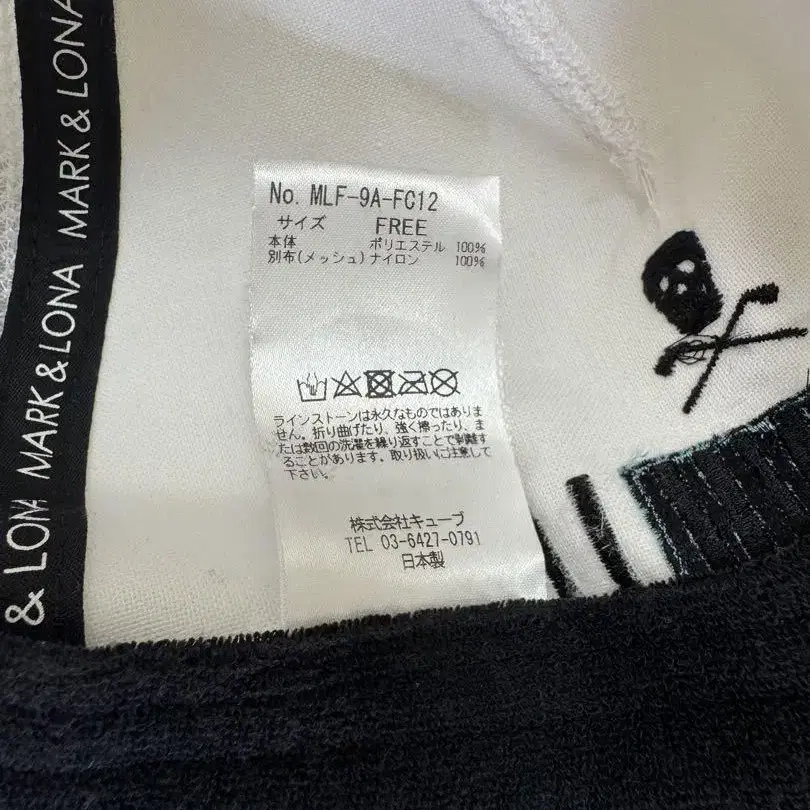 & LONA MARK & LONA MARK & LONA
No. MLF-9A-FC12
サイズ FREE
本体 ポリエステル 100%
別布(メッシュ) ナイロン 100%
ラインストーンは永久なものではありま
せん。折り曲げたり、強く擦ったり、ま
たは数回の洗濯を繰り返すことで剥離す
ることがあります。取り扱いご注意して
下さい。
株式会社キューブ
TEL 03-6427-0791
日本製